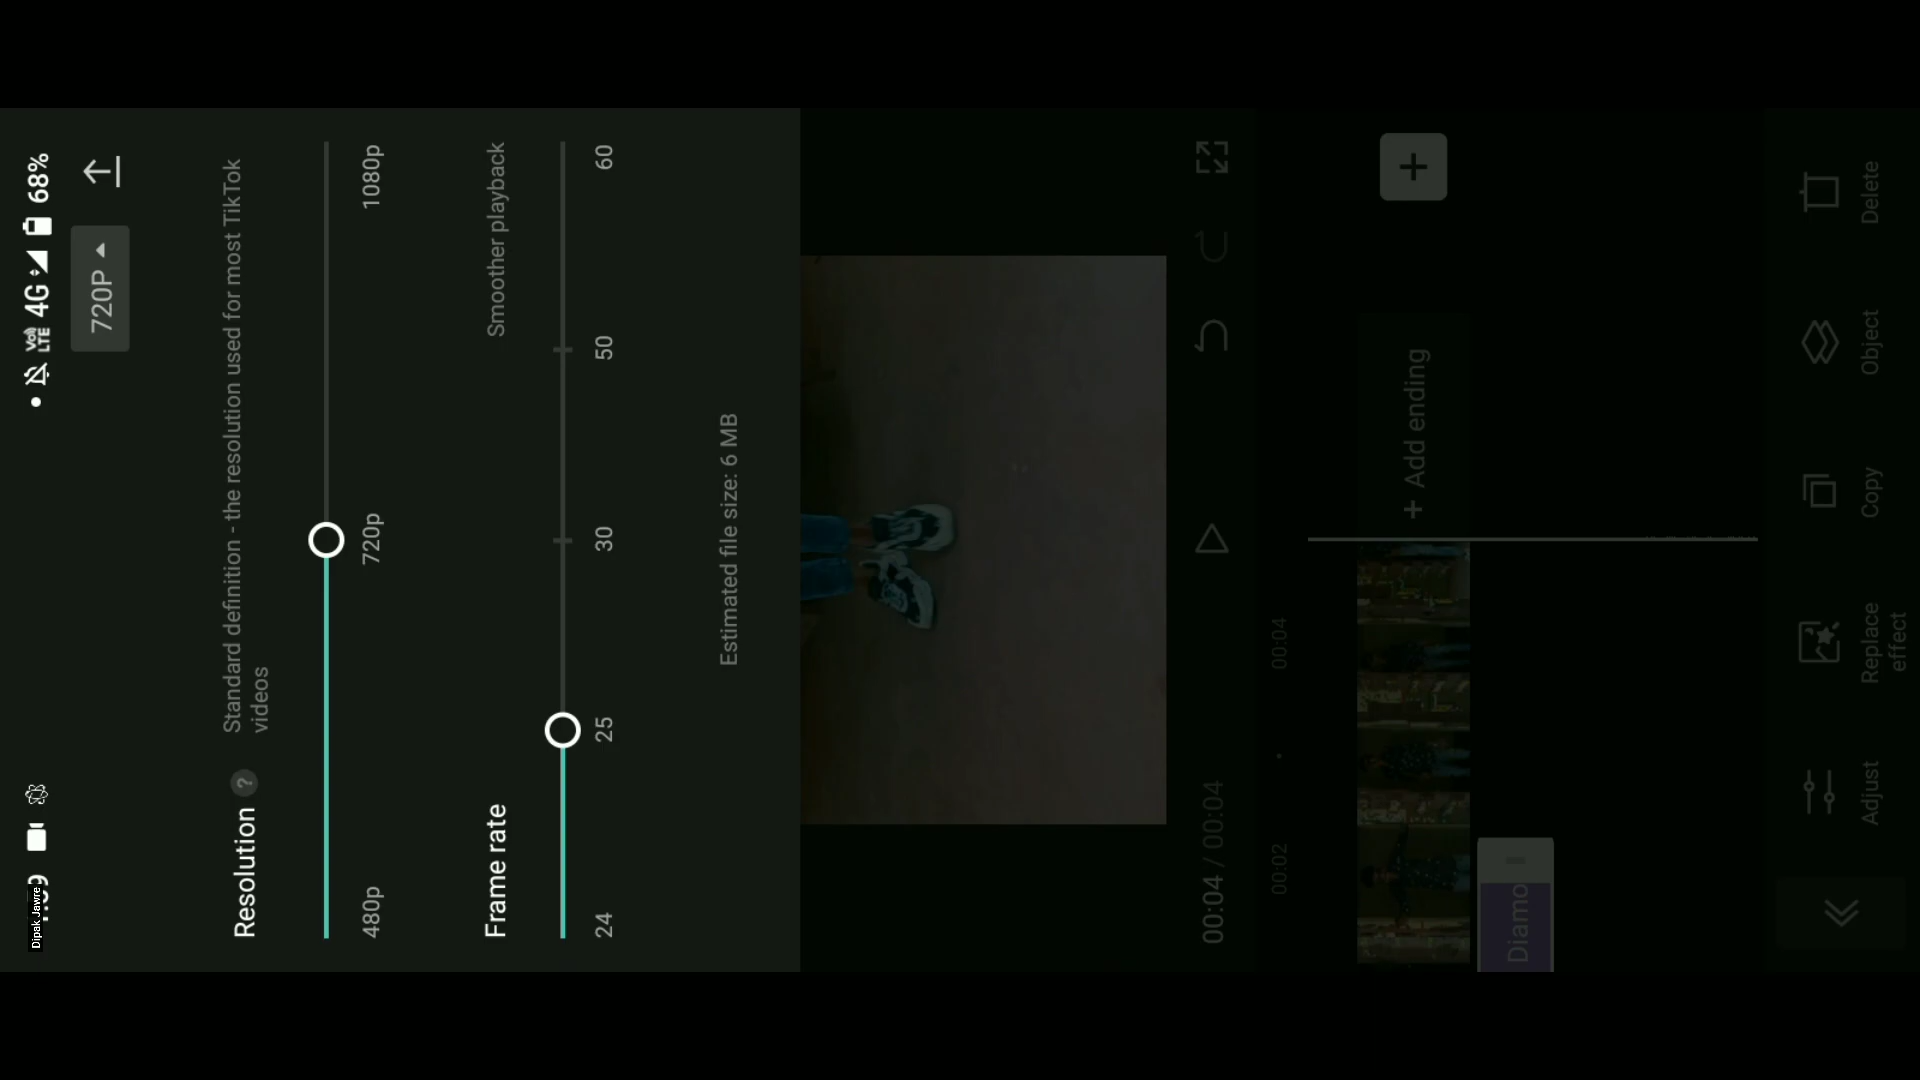 Dipak Jawre
VoD LTE 4G 68%
720P
Resolution ? Standard definition - the resolution used for most TikTok
videos
480p 720p 1080p
Frame rate Smoother playback
24 25 30 50 60
Estimated file size: 6 MB
00:04 / 00:04
00:02 00:04
+ Add ending
Diamo
Adjust
Replace
effect
Copy
Object
Delete